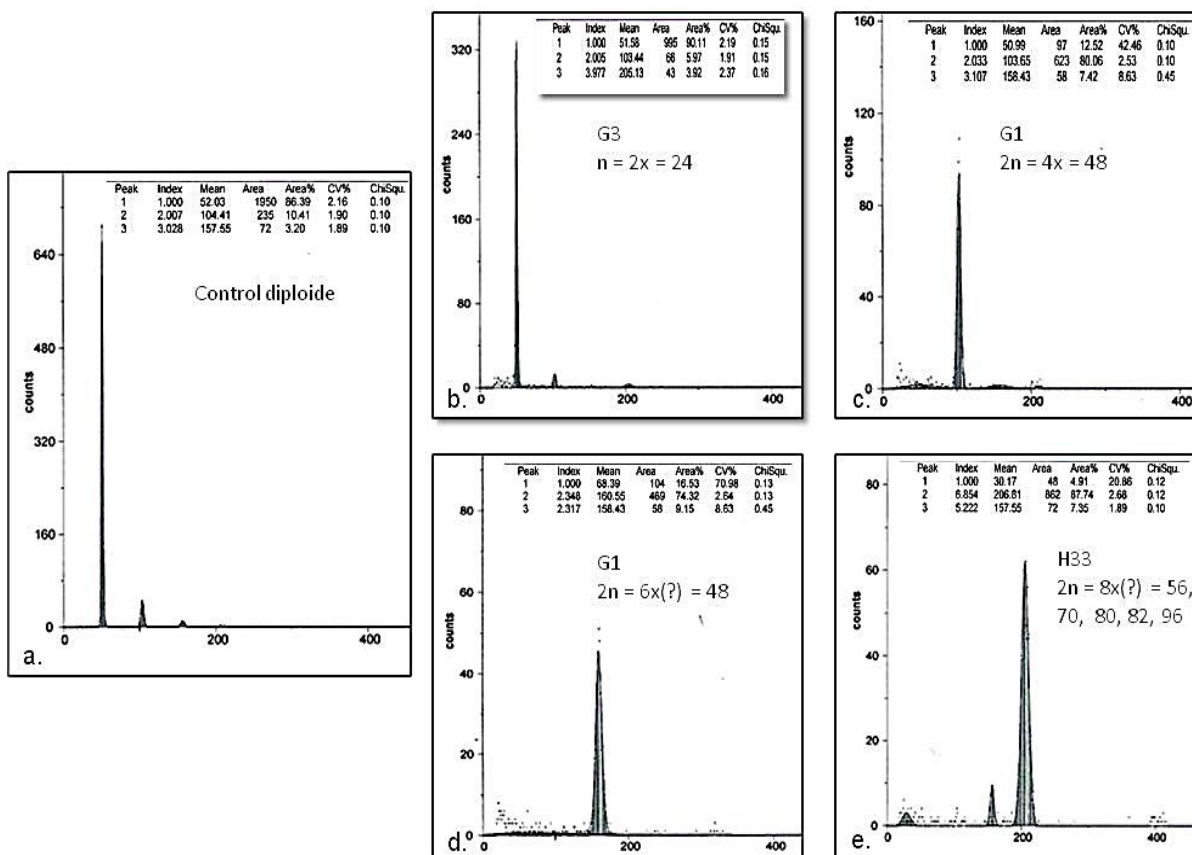 Peak Index Mean Area Area% CV% ChiSqu.
1 1.000 52.03 1950 86.39 2.16 0.10
2 2.007 104.41 235 10.41 1.90 0.10
3 3.028 157.55 72 3.20 1.89 0.10
Control diploide
counts
640
480
320
160
0
0 200 400
a.
Peak Index Mean Area Area% CV% ChiSqu.
1 1.000 51.58 995 90.11 2.19 0.15
2 2.005 103.44 66 5.97 1.91 0.15
3 3.977 205.13 43 3.92 2.37 0.16
G3
n = 2x = 24
counts
320
240
160
80
0
0 200 400
b.
Peak Index Mean Area Area% CV% ChiSqu.
1 1.000 50.99 97 12.52 42.46 0.10
2 2.033 103.65 623 80.06 2.53 0.10
3 3.107 158.43 58 7.42 8.63 0.45
G1
2n = 4x = 48
counts
160
120
80
40
0
0 200 400
c.
Peak Index Mean Area Area% CV% ChiSqu.
1 1.000 68.39 104 16.53 70.98 0.13
2 2.348 160.55 469 74.32 2.64 0.13
3 2.317 158.43 58 9.15 8.63 0.45
G1
2n = 6x(?) = 48
counts
80
60
40
20
0
0 200 400
d.
Peak Index Mean Area Area% CV% ChiSqu.
1 1.000 30.17 48 4.91 20.86 0.12
2 6.854 206.81 862 87.74 2.68 0.12
3 5.222 157.55 72 7.35 1.89 0.10
H33
2n = 8x(?) = 56,
70, 80, 82, 96
counts
80
60
40
20
0
0 200 400
e.